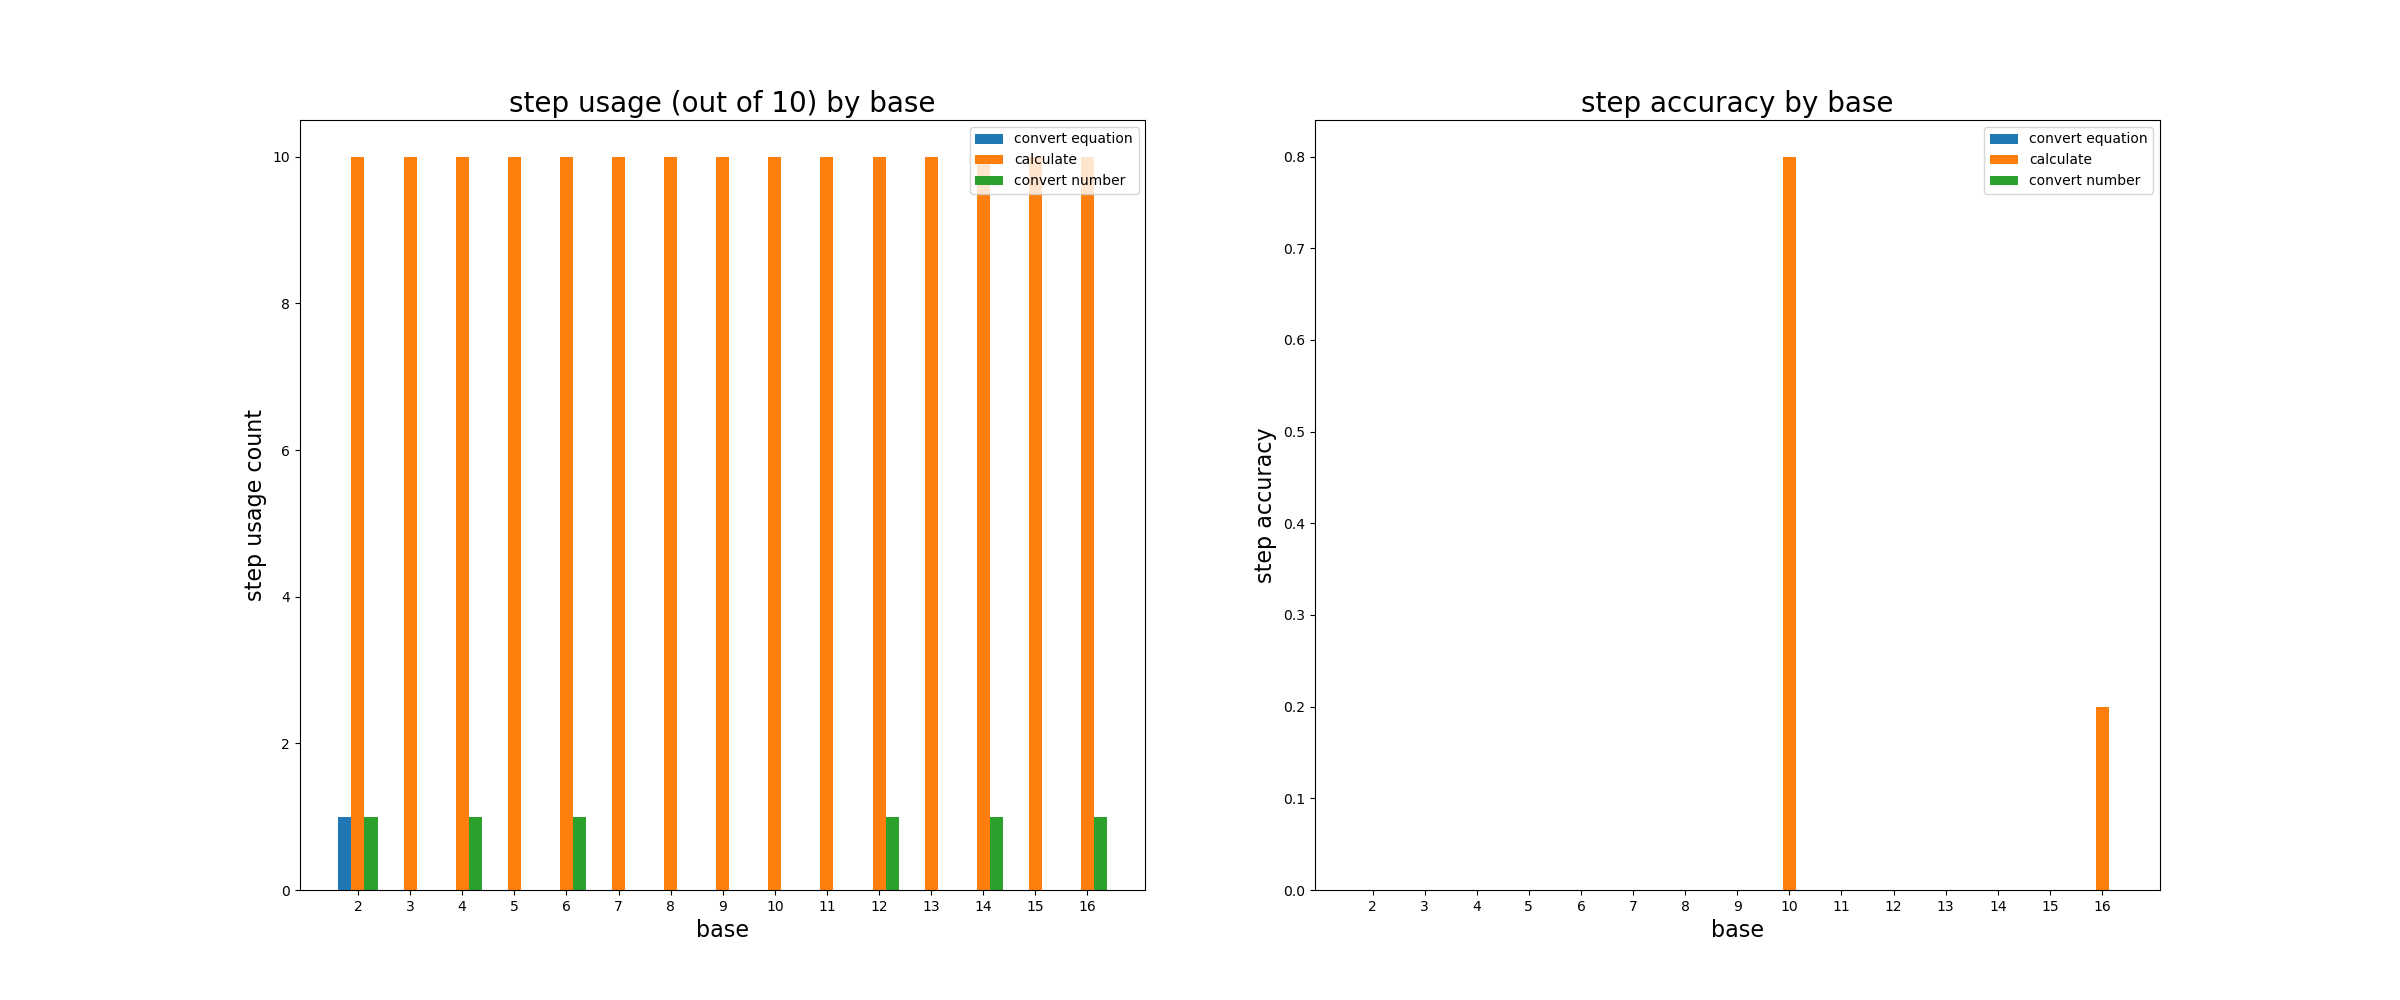 step usage (out of 10) by base
step usage count
10
8
6
4
2
0
convert equation
calculate
convert number
2 3 4 5 6 7 8 9 10 11 12 13 14 15 16
base
step accuracy by base
step accuracy
0.8
0.7
0.6
0.5
0.4
0.3
0.2
0.1
0.0
convert equation
calculate
convert number
2 3 4 5 6 7 8 9 10 11 12 13 14 15 16
base